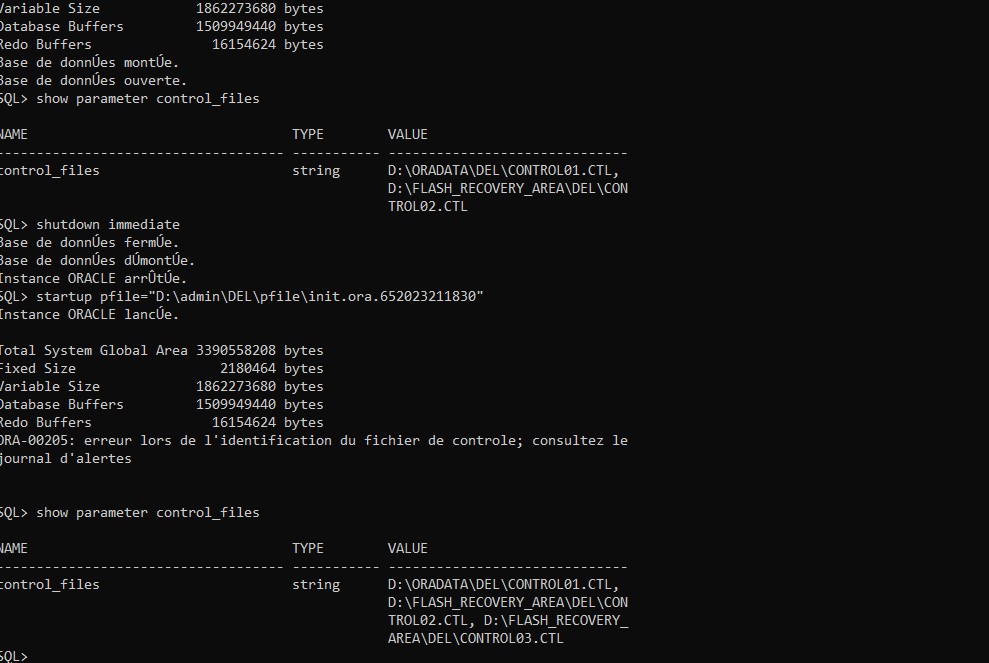 Variable Size 1862273680 bytes
Database Buffers 1509949440 bytes
Redo Buffers 16154624 bytes
Base de donnÚes montÚe.
Base de donnÚes ouverte.
SQL> show parameter control_files
NAME TYPE VALUE
------------------------------------ ----------- ------------------------------
control_files string D:\ORADATA\DEL\CONTROL01.CTL,
D:\FLASH_RECOVERY_AREA\DEL\CON
TROL02.CTL
SQL> shutdown immediate
Base de donnÚes fermÚe.
Base de donnÚes dÚmontÚe.
Instance ORACLE arrÛtÚe.
SQL> startup pfile="D:\admin\DEL\pfile\init.ora.652023211830"
Instance ORACLE lancÚe.
Total System Global Area 3390558208 bytes
Fixed Size 2180464 bytes
Variable Size 1862273680 bytes
Database Buffers 1509949440 bytes
Redo Buffers 16154624 bytes
ORA-00205: erreur lors de l'identification du fichier de controle; consultez le
journal d'alertes
SQL> show parameter control_files
NAME TYPE VALUE
------------------------------------ ----------- ------------------------------
control_files string D:\ORADATA\DEL\CONTROL01.CTL,
D:\FLASH_RECOVERY_AREA\DEL\CON
TROL02.CTL, D:\FLASH_RECOVERY_
AREA\DEL\CONTROL03.CTL
SQL>